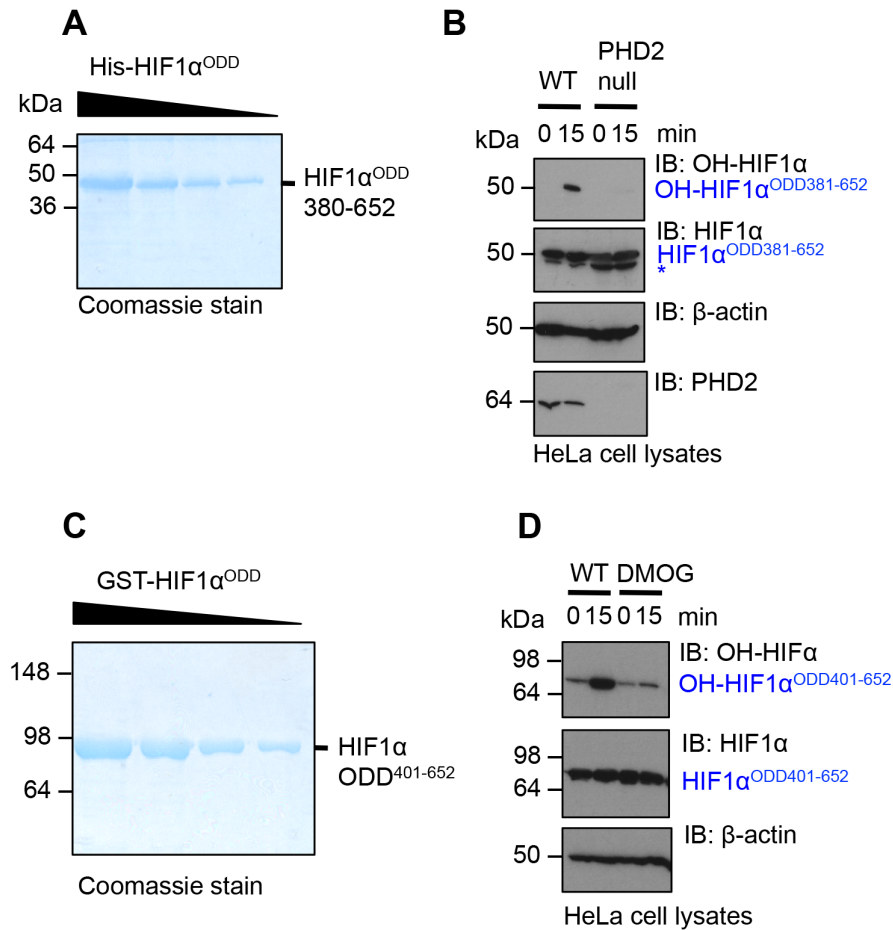 A
His-HIF1αᴼᴰᴰ
kDa
64
50
36
HIF1αᴼᴰᴰ
380-652
Coomassie stain
B
PHD2
WT null
kDa 0 15 0 15 min
IB: OH-HIF1α
50 OH-HIF1αODD381-652
IB: HIF1α
50 HIF1αODD381-652
*
IB: β-actin
50
IB: PHD2
64
HeLa cell lysates
C
GST-HIF1αᴼᴰᴰ
148
98
64
HIF1α
ODD401-652
Coomassie stain
D
WT DMOG
kDa 0 15 0 15 min
IB: OH-HIFα
98
64 OH-HIF1αODD401-652
IB: HIF1α
98
64 HIF1αODD401-652
IB: β-actin
50
HeLa cell lysates